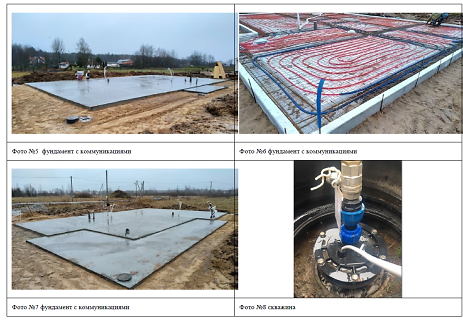 Фото №5  фундамент с коммуникациями
Фото №6 фундамент с коммуникациями
Фото №7 фундамент с коммуникациями
Фото №8 скважина